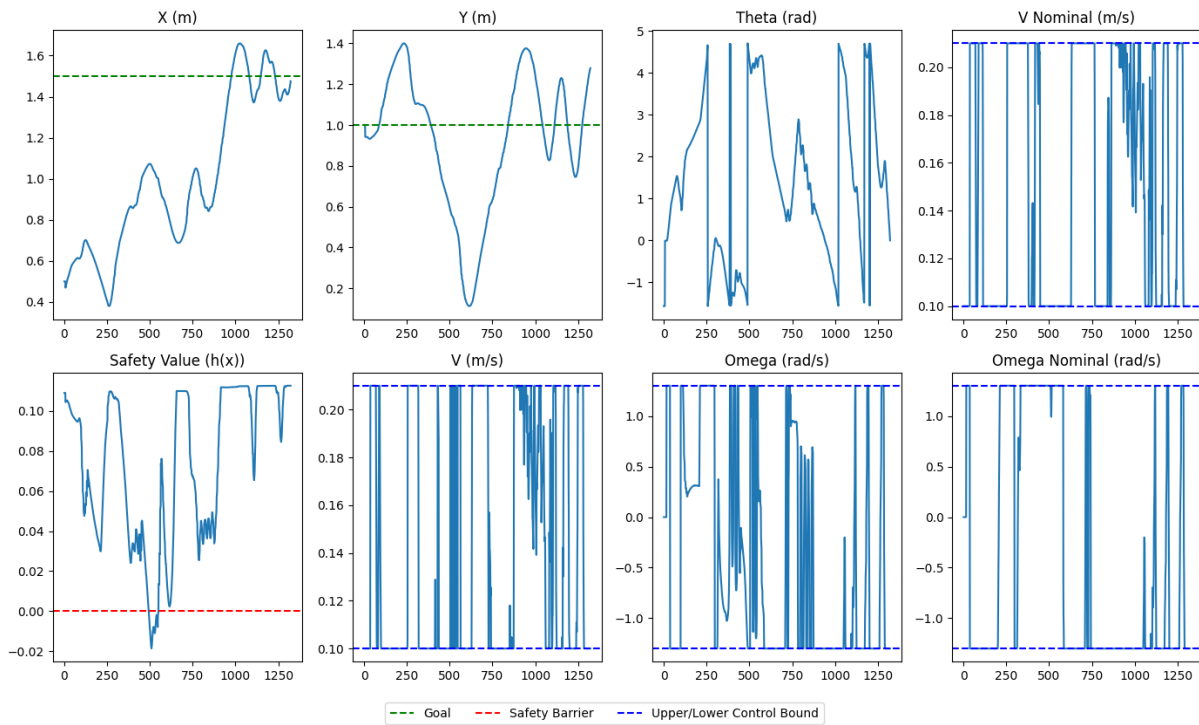 X (m)
Y (m)
Theta (rad)
V Nominal (m/s)
1.6
1.4
1.2
1.0
0.8
0.6
0.4
0 250 500 750 1000 1250
1.4
1.2
1.0
0.8
0.6
0.4
0.2
0 250 500 750 1000 1250
5
4
3
2
1
0
−1
0 250 500 750 1000 1250
0.20
0.18
0.16
0.14
0.12
0.10
0 250 500 750 1000 1250
Safety Value (h(x))
V (m/s)
Omega (rad/s)
Omega Nominal (rad/s)
0.10
0.08
0.06
0.04
0.02
0.00
−0.02
0 250 500 750 1000 1250
0.20
0.18
0.16
0.14
0.12
0.10
0 250 500 750 1000 1250
1.0
0.5
0.0
−0.5
−1.0
0 250 500 750 1000 1250
1.0
0.5
0.0
−0.5
−1.0
0 250 500 750 1000 1250
Goal
Safety Barrier
Upper/Lower Control Bound